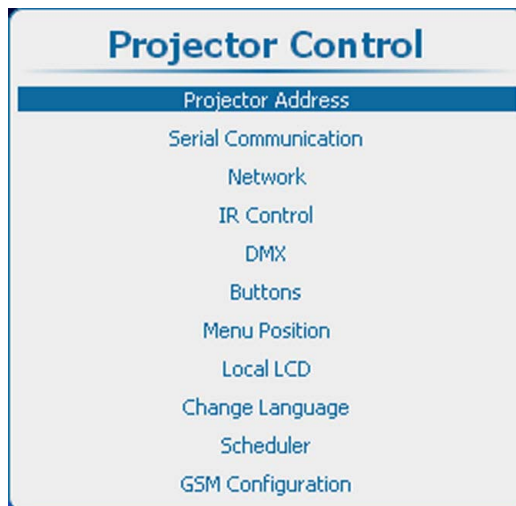 Projector Control
Projector Address
Serial Communication
Network
IR Control
DMX
Buttons
Menu Position
Local LCD
Change Language
Scheduler
GSM Configuration